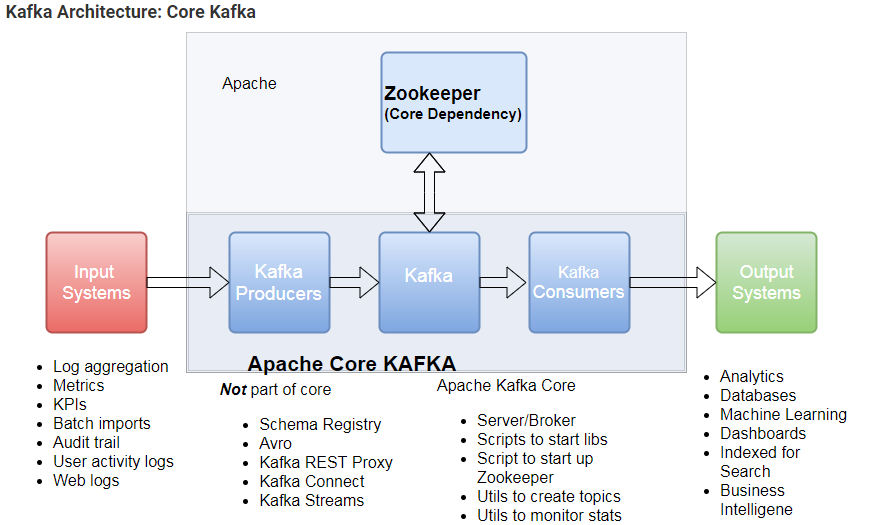 Kafka Architecture: Core Kafka
Apache
Zookeeper
(Core Dependency)
Input
Systems
Kafka
Producers
Kafka
Kafka
Consumers
Output
Systems
Apache Core KAFKA
• Log aggregation
• Metrics
• KPIs
• Batch imports
• Audit trail
• User activity logs
• Web logs
Not part of core
• Schema Registry
• Avro
• Kafka REST Proxy
• Kafka Connect
• Kafka Streams
Apache Kafka Core
• Server/Broker
• Scripts to start libs
• Script to start up
Zookeeper
• Utils to create topics
• Utils to monitor stats
• Analytics
• Databases
• Machine Learning
• Dashboards
• Indexed for
Search
• Business
Intelligene